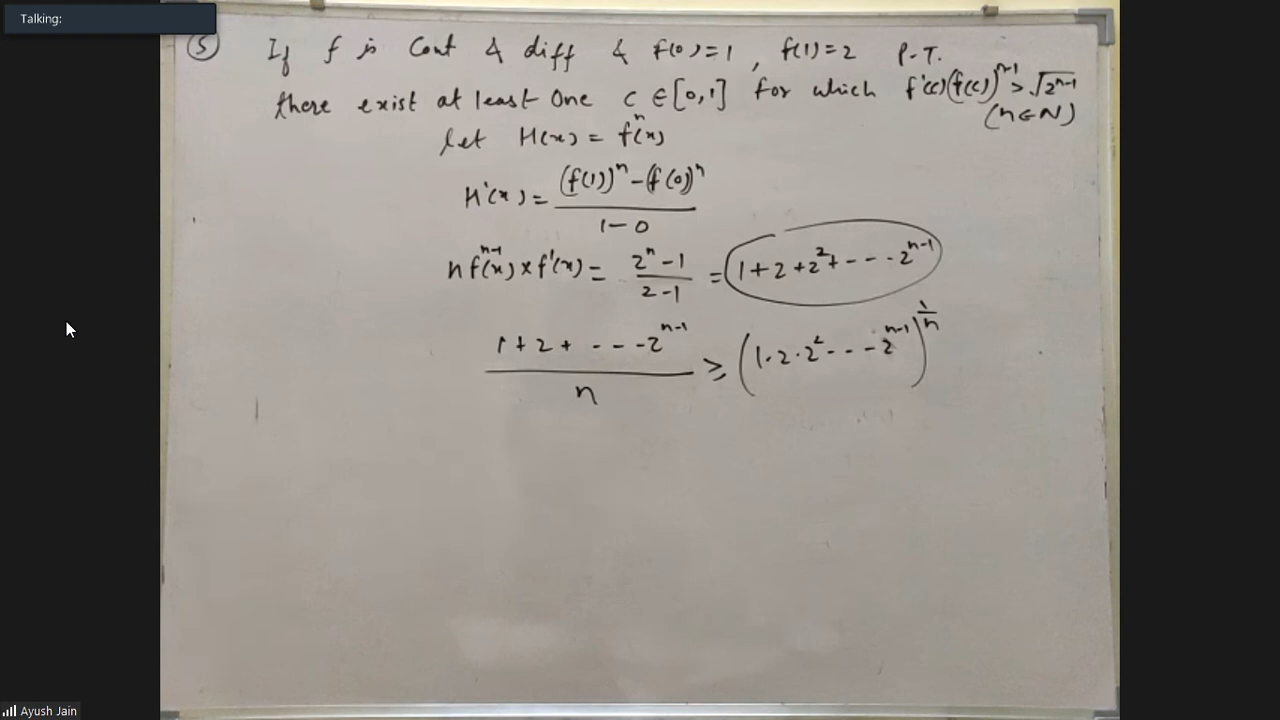 Talking:
⑤ If f is Cont & diff & f(0)=1, f(1)=2 P.T.
there exist at least One c ∈ [0,1] for which f'(c)(f(c))^{n-1} > √(2^{n-1})
(n∈N)
let H(x) = f^n(x)
H'(x) = ((f(1))^n - (f(0))^n)/(1-0)
n f^{n-1}(x) × f'(x) = (2^n - 1)/(2-1) = 1+2+2^2+---.2^{n-1}
(1+2+ ---2^{n-1})/n ≥ (1.2.2^2.---2^{n-1})^{1/n}
Ayush Jain